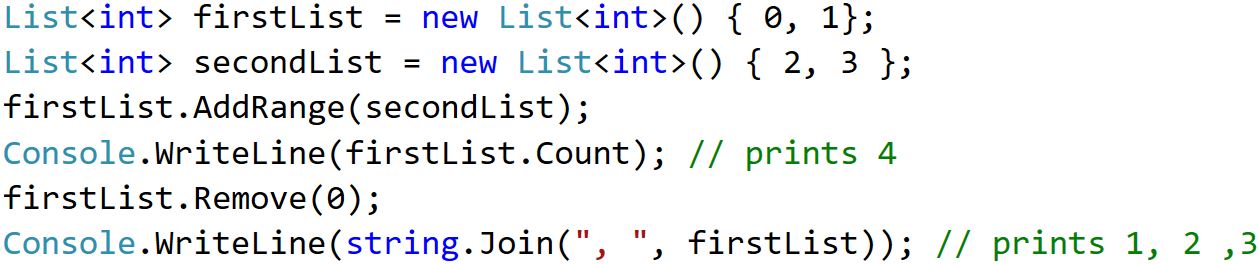 List<int> firstList = new List<int>() { 0, 1};
List<int> secondList = new List<int>() { 2, 3 };
firstList.AddRange(secondList);
Console.WriteLine(firstList.Count); // prints 4
firstList.Remove(0);
Console.WriteLine(string.Join(", ", firstList)); // prints 1, 2 ,3